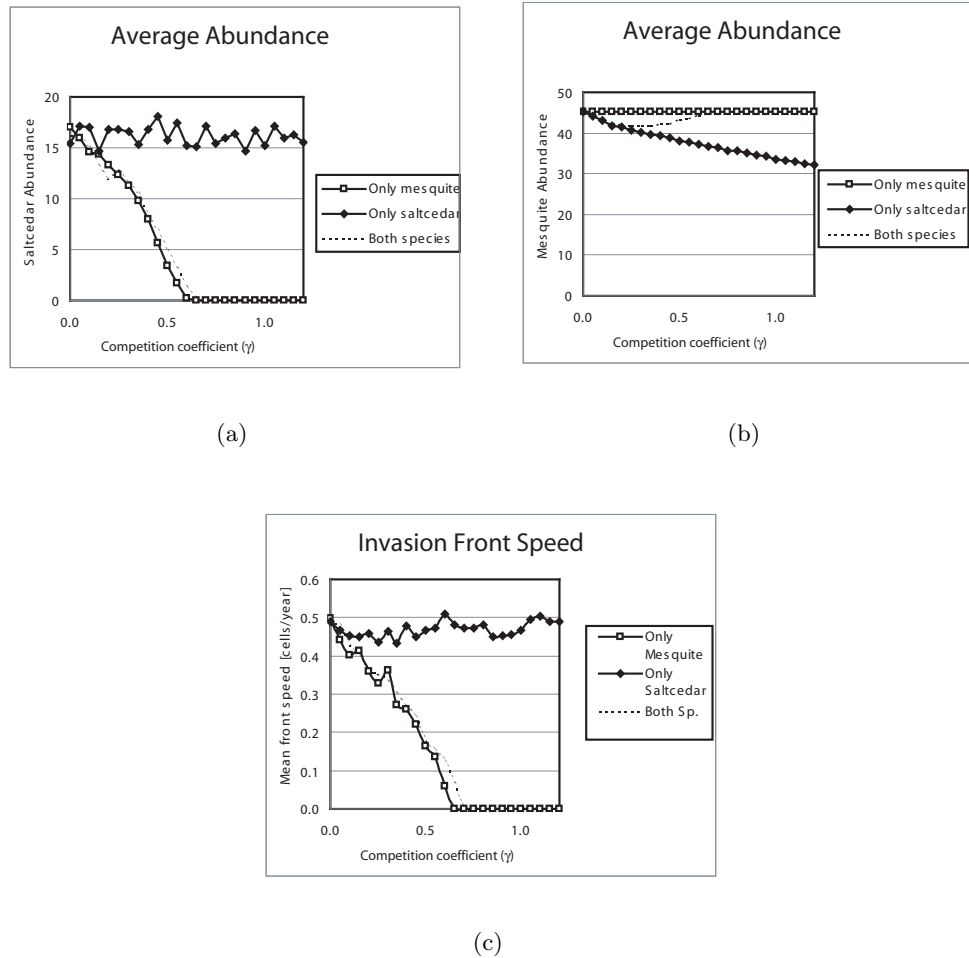 Average Abundance
20
15
10
5
0
Saltcedar Abundance
0.0 0.5 1.0
Competition coefficient (γ)
Only mesquite
Only saltcedar
Both species
(a)
Average Abundance
50
40
30
20
10
0
Mesquite Abundance
0.0 0.5 1.0
Competition coefficient (γ)
Only mesquite
Only saltcedar
Both species
(b)
Invasion Front Speed
0.6
0.5
0.4
0.3
0.2
0.1
0.0
Mean front speed [cells/year]
0.0 0.5 1.0
Competition coefficient (γ)
Only
Mesquite
Only
Saltcedar
Both Sp.
(c)